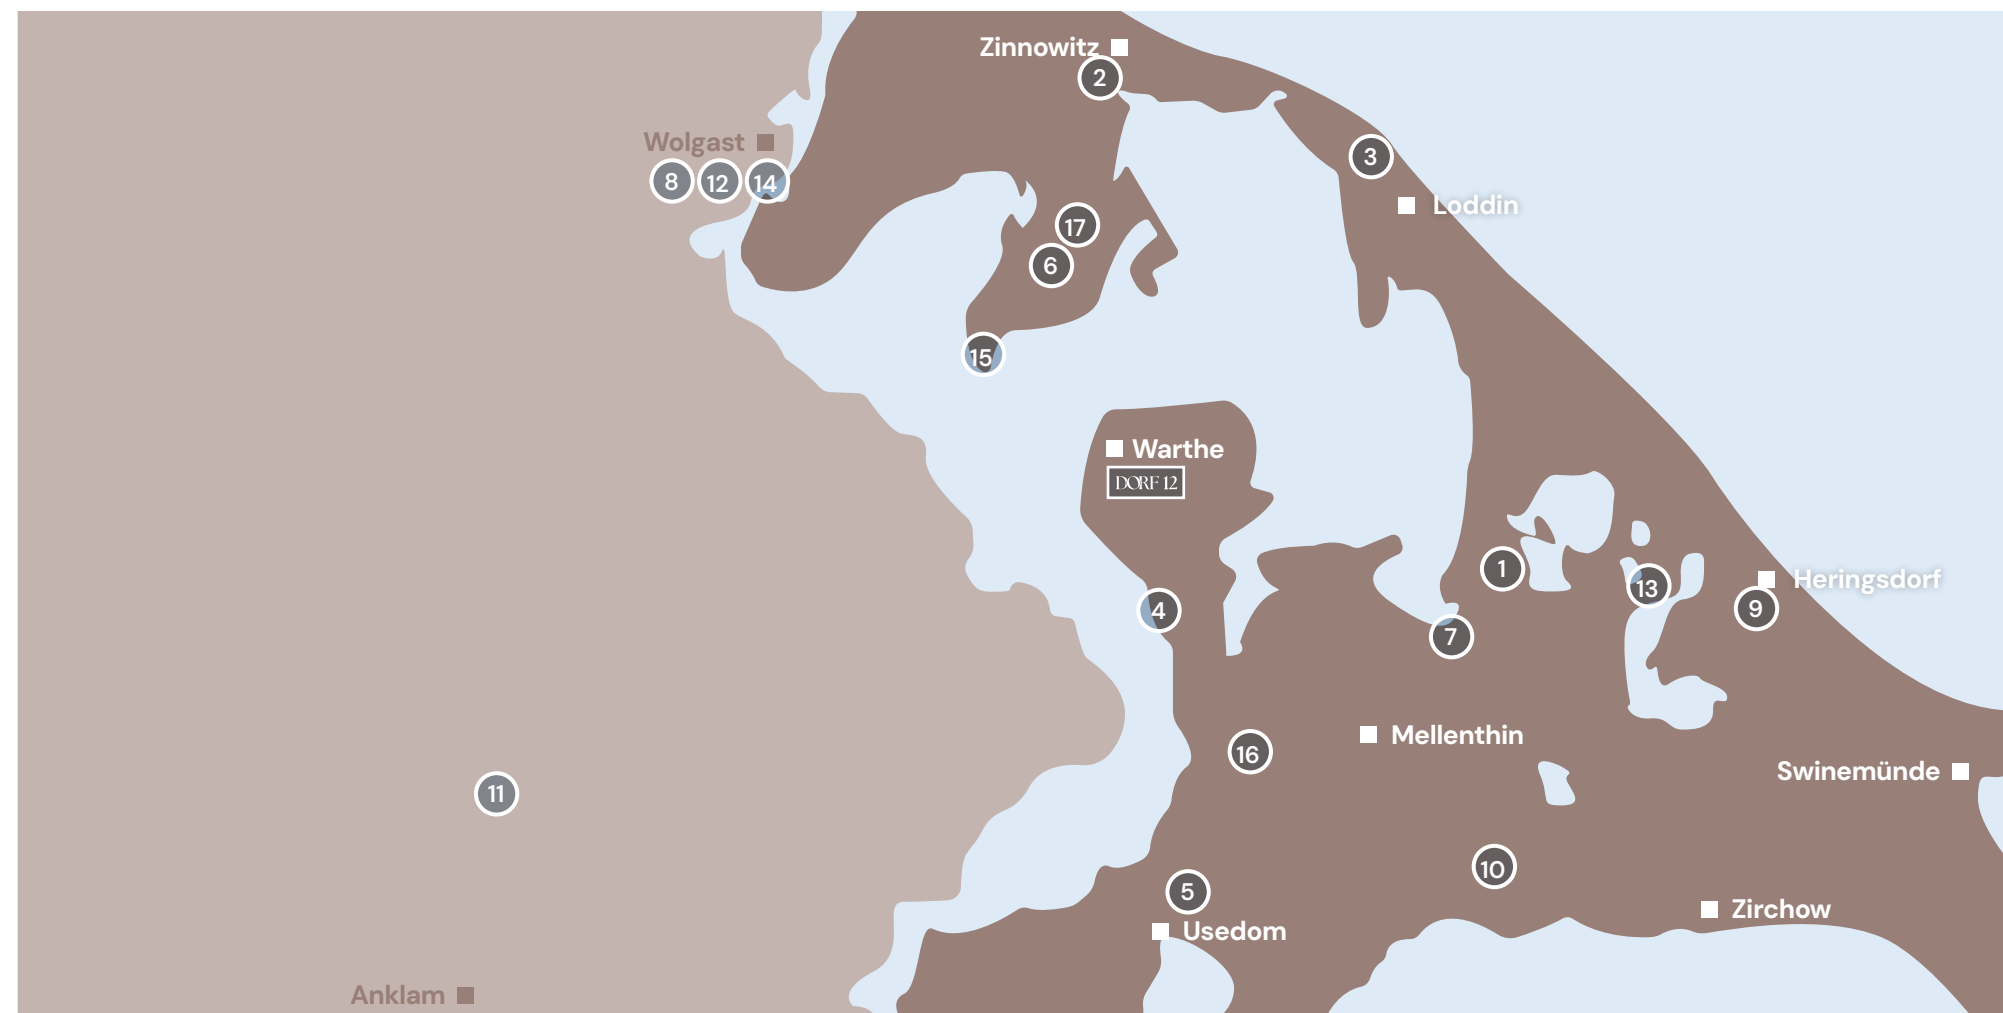 Zinnowitz
2
Wolgast
3
8 12 14
Loddin
17
6
15
Warthe
DORF 12
1
Heringsdorf
13
9
4
7
Mellenthin
16
Swinemünde
11
10
5
Zirchow
Usedom
Anklam